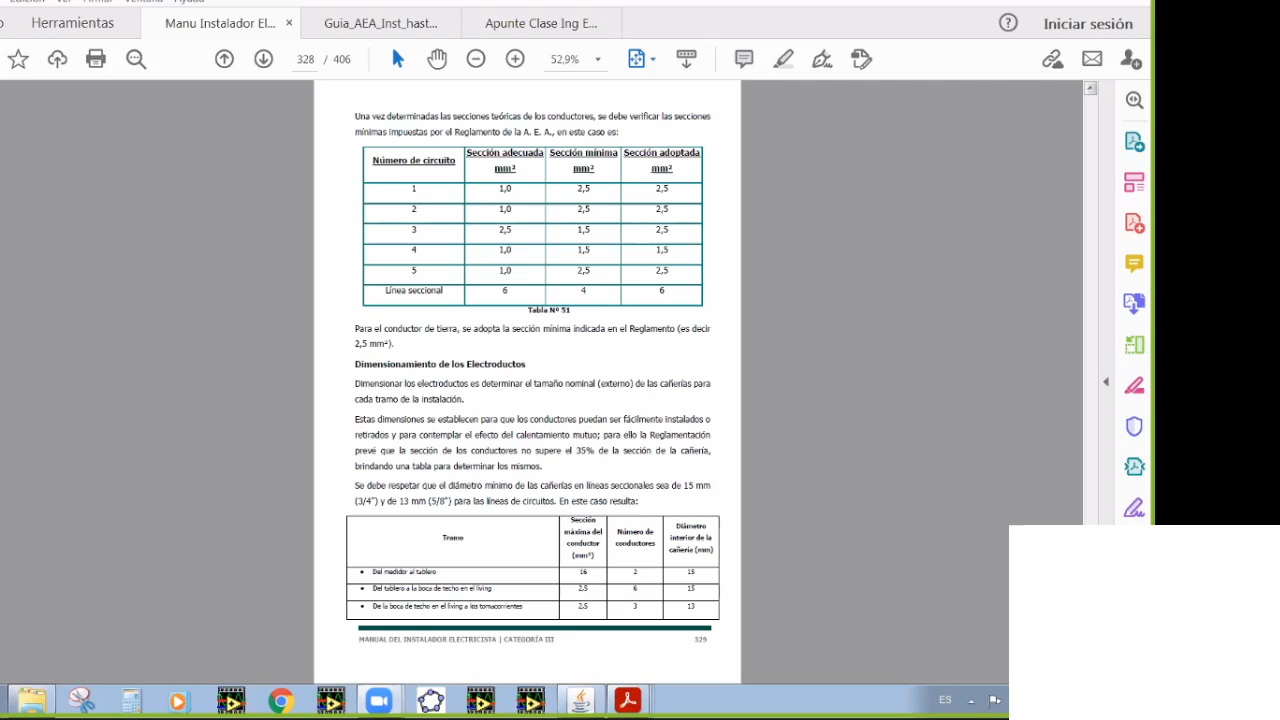 Herramientas
Manu Instalador El... ×
Guia_AEA_Inst_hast...
Apunte Clase Ing E...
Iniciar sesión
328 / 406
52,9%
Una vez determinadas las secciones teóricas de los conductores, se debe verificar las secciones
mínimas impuestas por el Reglamento de la A. E. A., en este caso es:
Número de circuito Sección adecuada mm² Sección mínima mm² Sección adoptada mm²
1 1,0 2,5 2,5
2 1,0 2,5 2,5
3 2,5 1,5 2,5
4 1,0 1,5 1,5
5 1,0 2,5 2,5
Línea seccional 6 4 6
Tabla Nº 51
Para el conductor de tierra, se adopta la sección mínima indicada en el Reglamento (es decir
2,5 mm²).
Dimensionamiento de los Electroductos
Dimensionar los electroductos es determinar el tamaño nominal (externo) de las cañerías para
cada tramo de la instalación.
Estas dimensiones se establecen para que los conductores puedan ser fácilmente instalados o
retirados y para contemplar el efecto del calentamiento mutuo; para ello la Reglamentación
prevé que la sección de los conductores no supere el 35% de la sección de la cañería,
brindando una tabla para determinar los mismos.
Se debe respetar que el diámetro mínimo de las cañerías en líneas seccionales sea de 15 mm
(3/4") y de 13 mm (5/8") para las líneas de circuitos. En este caso resulta:
Tramo Sección máxima del conductor (mm²) Número de conductores Diámetro interior de la cañería (mm)
• Del medidor al tablero 16 2 15
• Del tablero a la boca de techo en el living 2,5 6 15
• De la boca de techo en el living a los tomacorrientes 2,5 3 13
MANUAL DEL INSTALADOR ELECTRICISTA | CATEGORÍA III 329
ES